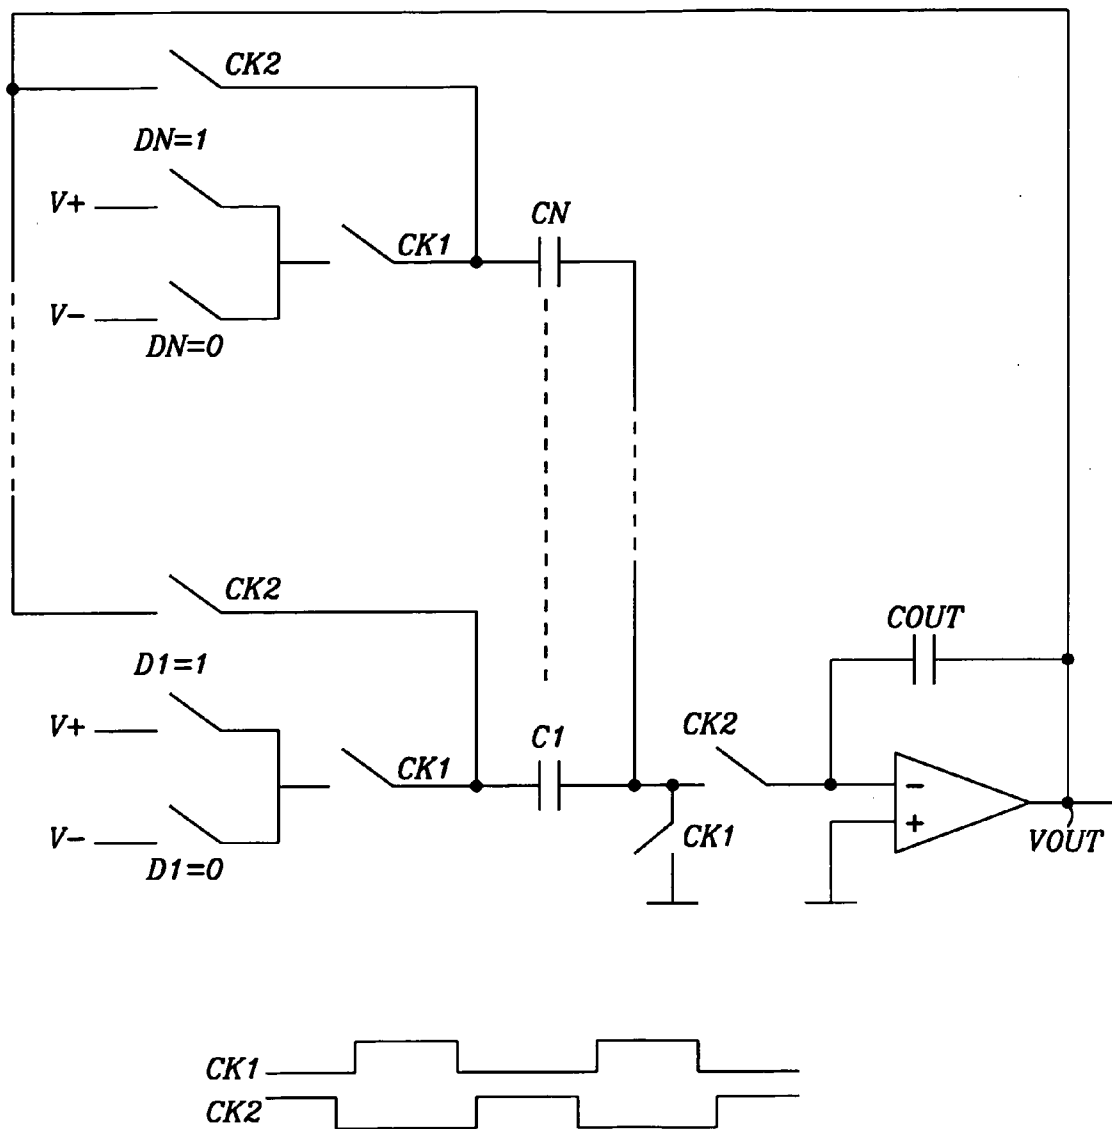 CK2
DN=1
V+
CN
CK1
V-
DN=0
CK2
COUT
D1=1
V+
C1
CK2
CK1
-
V-
+
CK1
VOUT
D1=0
CK1
CK2